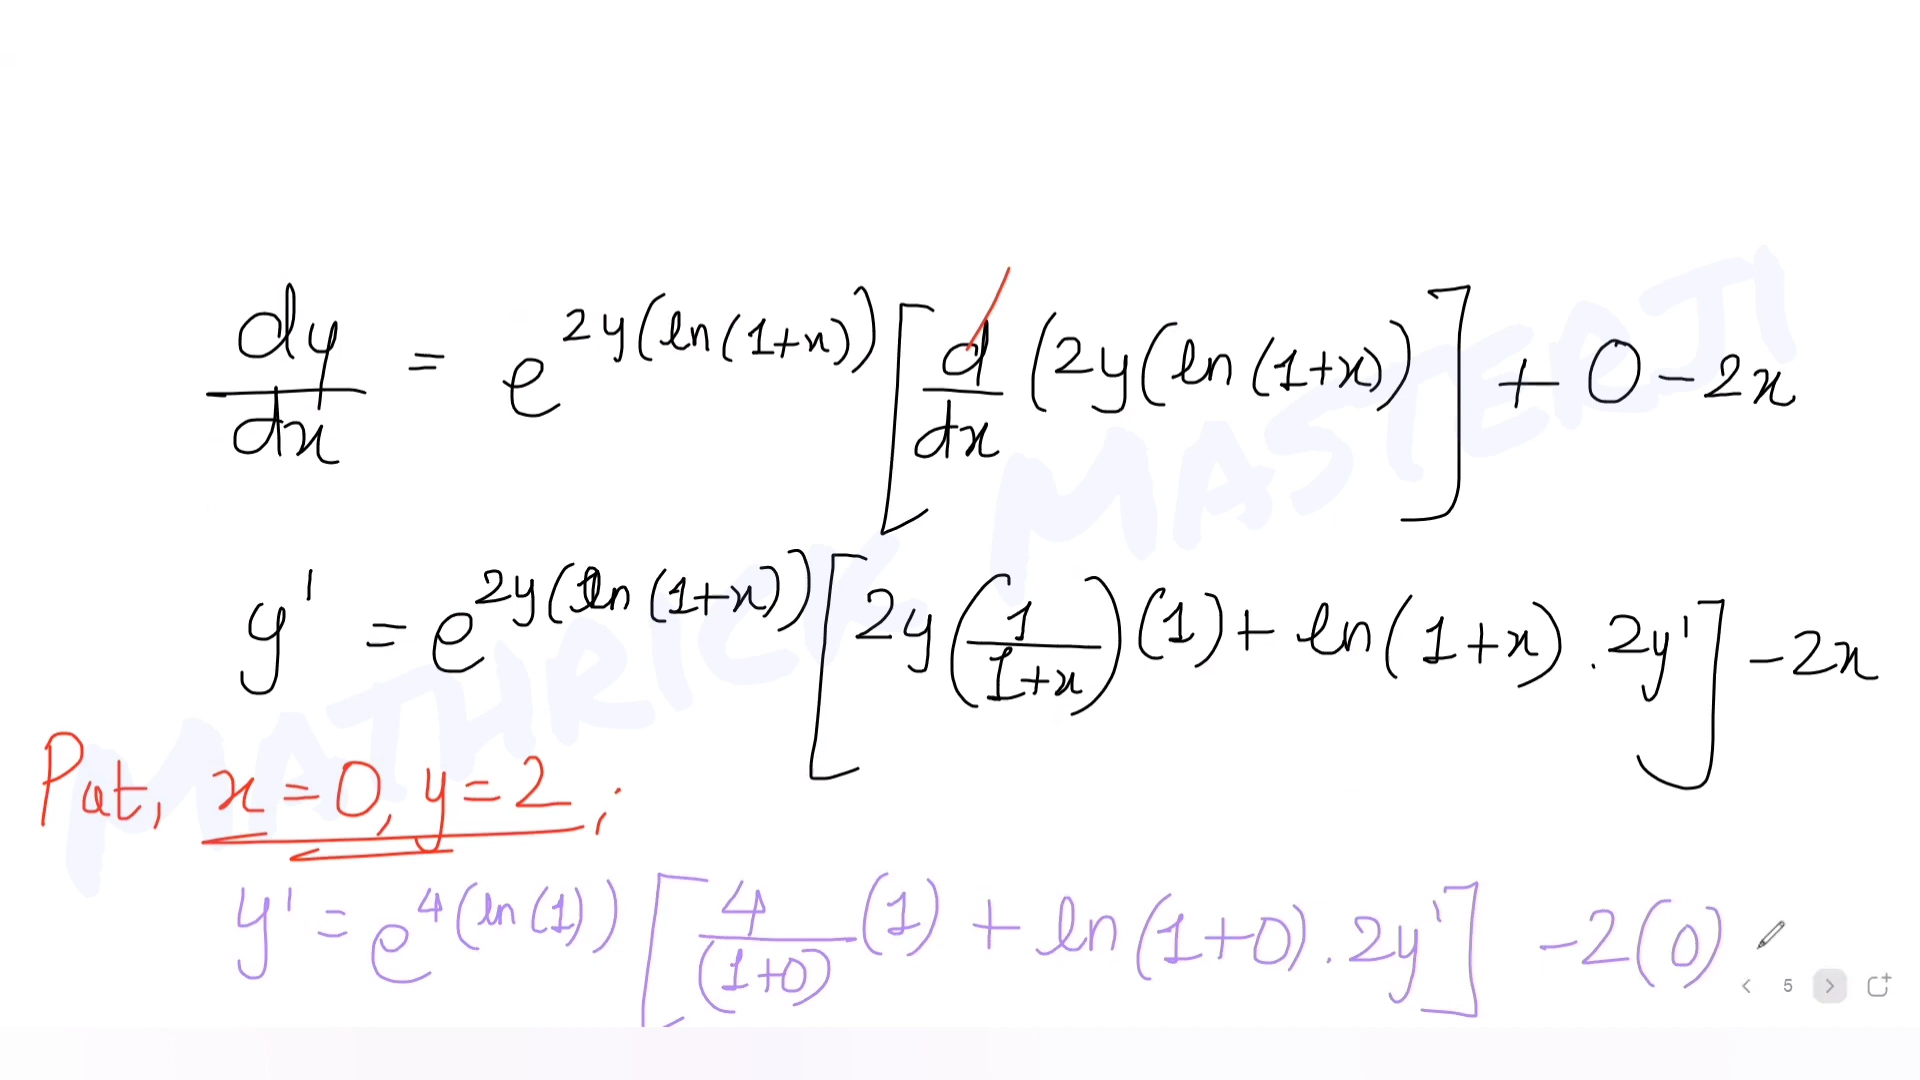 dy/dx = e^{2y(ln(1+x))} [d/dx (2y(ln(1+x))] + 0 - 2x
y' = e^{2y(ln(1+x))} [2y(1/(1+x))(1) + ln(1+x) . 2y'] - 2x
Put, x=0, y=2 ;
y' = e^{4(ln(1))} [4/(1+0) (1) + ln(1+0) . 2y'] - 2(0)
MATHRICK MASTERJI
5